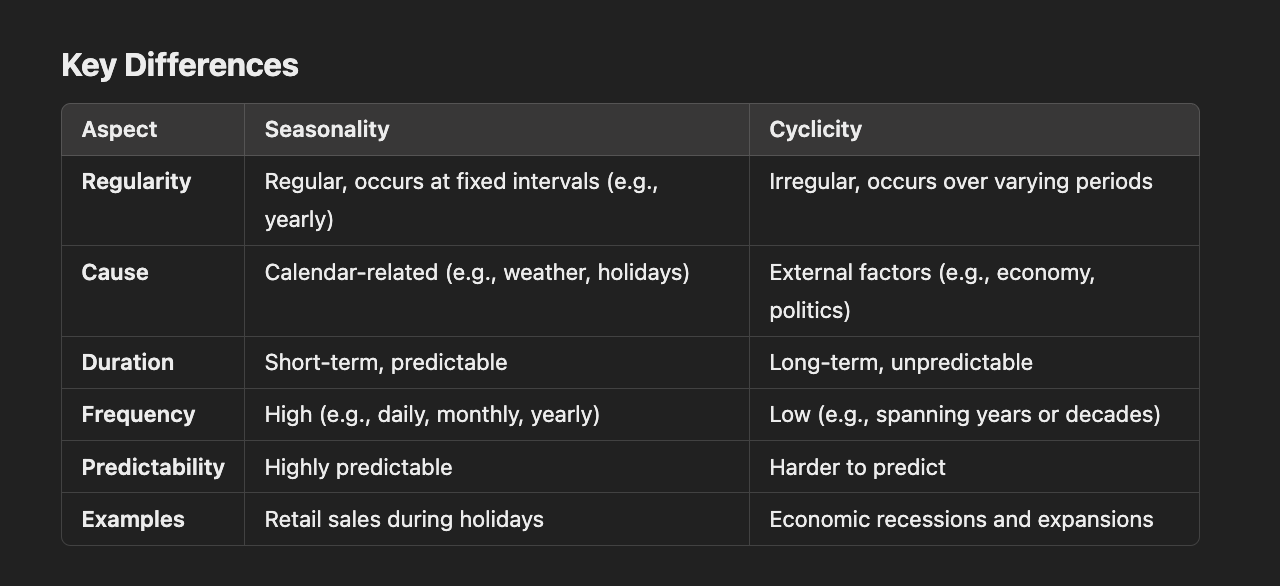 Key Differences
Aspect Seasonality Cyclicity
Regularity Regular, occurs at fixed intervals (e.g., Irregular, occurs over varying periods
yearly)
Cause Calendar-related (e.g., weather, holidays) External factors (e.g., economy,
politics)
Duration Short-term, predictable Long-term, unpredictable
Frequency High (e.g., daily, monthly, yearly) Low (e.g., spanning years or decades)
Predictability Highly predictable Harder to predict
Examples Retail sales during holidays Economic recessions and expansions